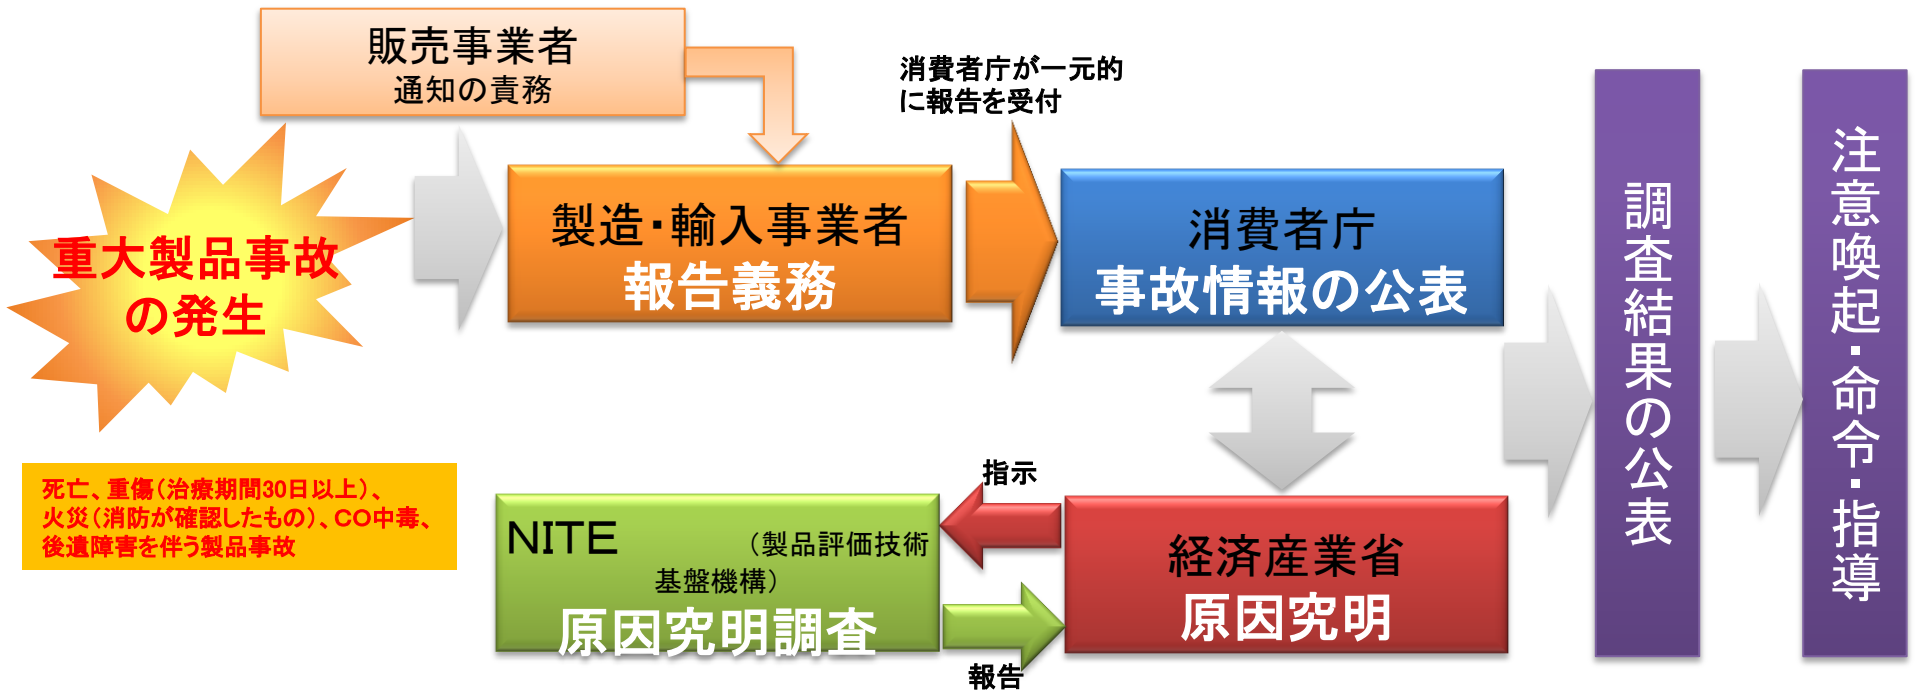 販売事業者
通知の責務
消費者庁が一元的
に報告を受付
重大製品事故
の発生
製造・輸入事業者
報告義務
消費者庁
事故情報の公表
死亡、重傷（治療期間30日以上）、
火災（消防が確認したもの）、CO中毒、
後遺障害を伴う製品事故
指示
NITE （製品評価技術
基盤機構）
原因究明調査
経済産業省
原因究明
報告
調査結果の公表
注意喚起・命令・指導